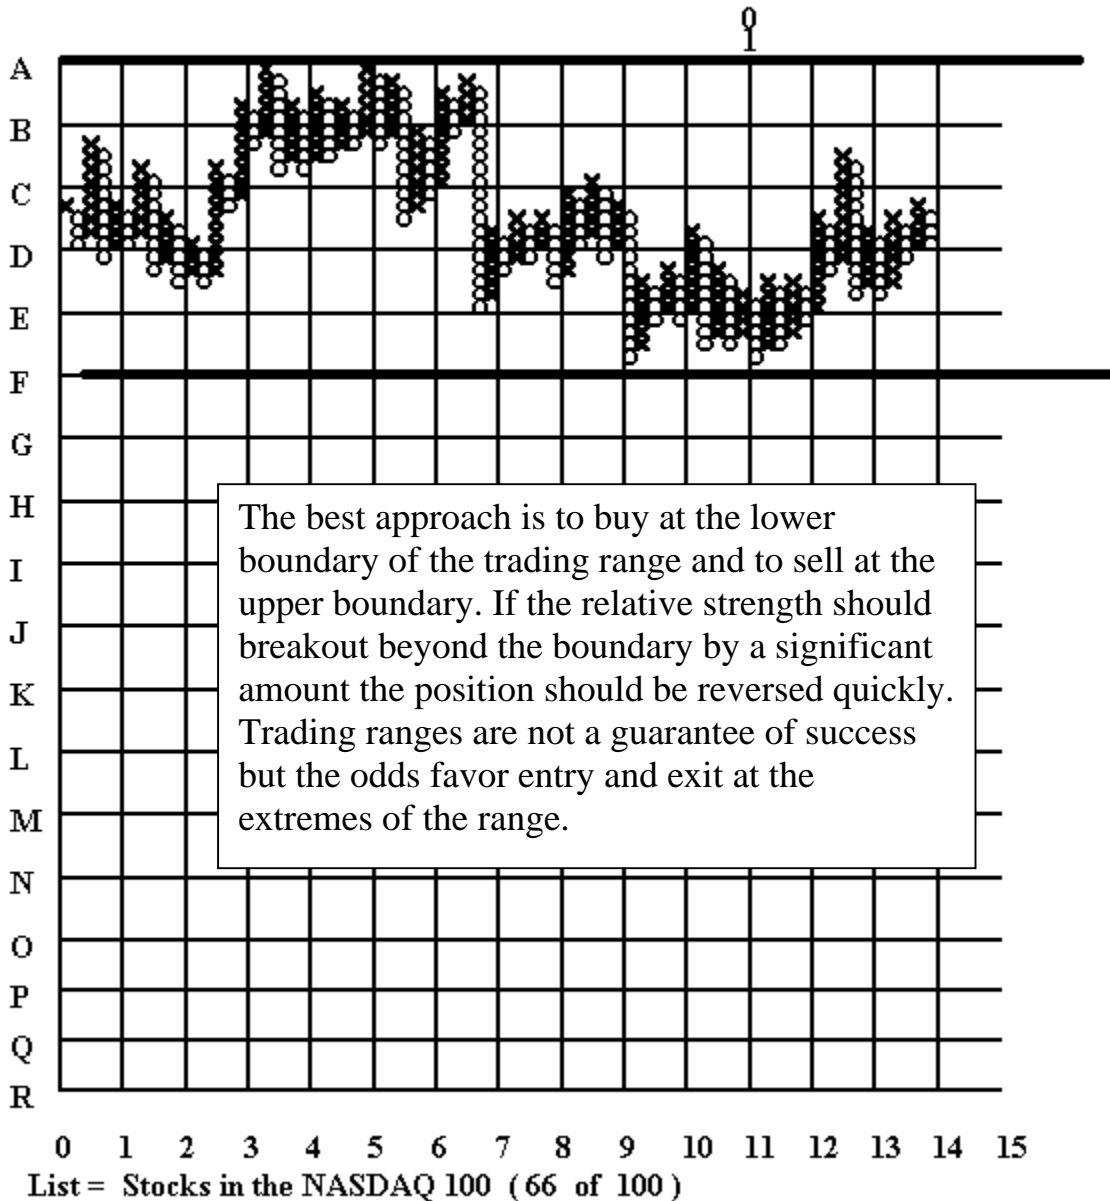 0
1
A
B
C
D
E
F
G
H
I
J
K
L
M
N
O
P
Q
R
The best approach is to buy at the lower
boundary of the trading range and to sell at the
upper boundary. If the relative strength should
breakout beyond the boundary by a significant
amount the position should be reversed quickly.
Trading ranges are not a guarantee of success
but the odds favor entry and exit at the
extremes of the range.
0 1 2 3 4 5 6 7 8 9 10 11 12 13 14 15
List = Stocks in the NASDAQ 100 ( 66 of 100 )